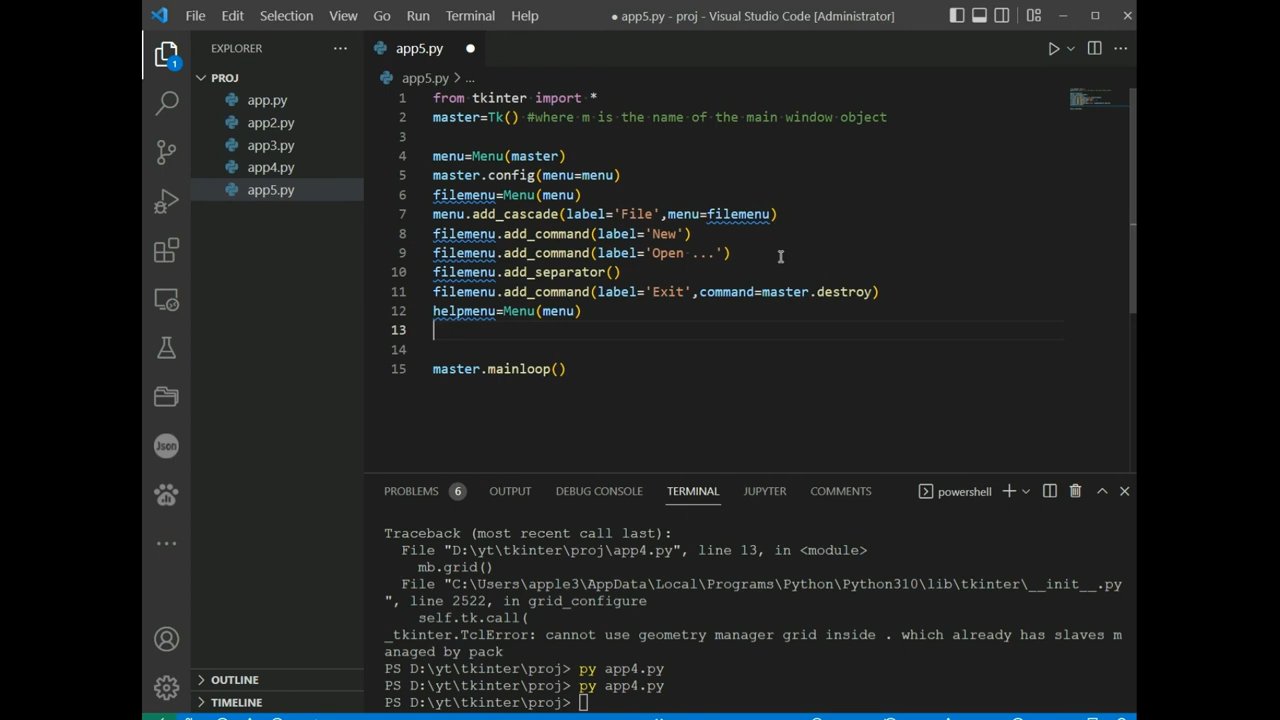 File Edit Selection View Go Run Terminal Help
● app5.py - proj - Visual Studio Code [Administrator]
EXPLORER ...
app5.py
PROJ
app5.py > ...
app.py
app2.py
app3.py
app4.py
app5.py
1 from tkinter import *
2 master=Tk() #where m is the name of the main window object
3
4 menu=Menu(master)
5 master.config(menu=menu)
6 filemenu=Menu(menu)
7 menu.add_cascade(label='File',menu=filemenu)
8 filemenu.add_command(label='New')
9 filemenu.add_command(label='Open ...')
10 filemenu.add_separator()
11 filemenu.add_command(label='Exit',command=master.destroy)
12 helpmenu=Menu(menu)
13
14
15 master.mainloop()
1
Json
PROBLEMS 6 OUTPUT DEBUG CONSOLE TERMINAL JUPYTER COMMENTS powershell
Traceback (most recent call last):
File "D:\yt\tkinter\proj\app4.py", line 13, in <module>
mb.grid()
File "C:\Users\apple3\AppData\Local\Programs\Python\Python310\lib\tkinter\__init__.py
", line 2522, in grid_configure
self.tk.call(
_tkinter.TclError: cannot use geometry manager grid inside . which already has slaves m
anaged by pack
PS D:\yt\tkinter\proj> py app4.py
PS D:\yt\tkinter\proj> py app4.py
PS D:\yt\tkinter\proj>
OUTLINE
TIMELINE